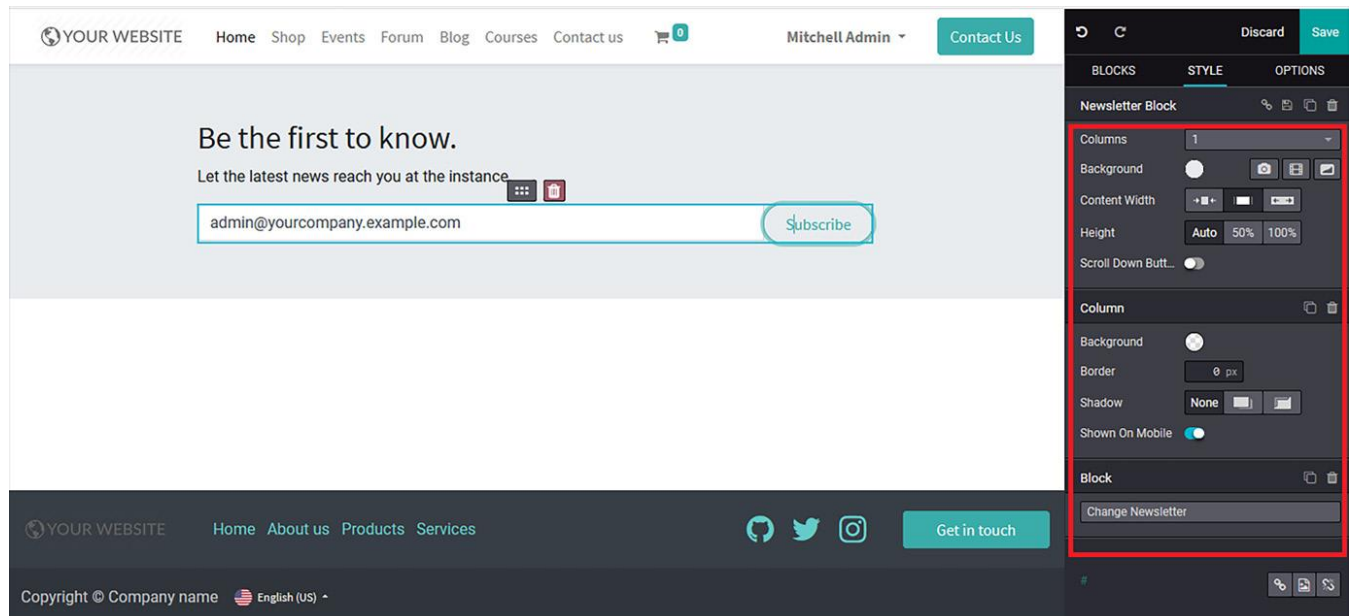 YOUR WEBSITE Home Shop Events Forum Blog Courses Contact us 0 Mitchell Admin Contact Us
Be the first to know.
Let the latest news reach you at the instance
admin@yourcompany.example.com Subscribe
YOUR WEBSITE Home About us Products Services Get in touch
Copyright © Company name English (US)
Discard Save
BLOCKS STYLE OPTIONS
Newsletter Block
Columns 1
Background
Content Width
Height Auto 50% 100%
Scroll Down Butt...
Column
Background
Border 0 px
Shadow None
Shown On Mobile
Block
Change Newsletter
#